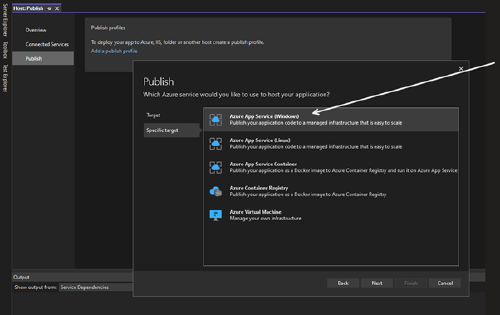 Host: Publish
Server Explorer
Toolbox
Test Explorer
Overview
Connected Services
Publish
Publish profiles
To deploy your app to Azure, IIS, folder or another host create a publish profile.
Add a publish profile
Publish
Which Azure service would you like to use to host your application?
Target
Specific target
Azure App Service (Windows)
Publish your application code to a managed infrastructure that is easy to scale
Azure App Service (Linux)
Publish your application code to a managed infrastructure that is easy to scale
Azure App Service Container
Publish your application as a Docker image to Azure Container Registry and run it on Azure App Service
Azure Container Registry
Publish your application as a Docker image to Azure Container Registry
Azure Virtual Machine
Manage your own infrastructure
Back
Next
Finish
Cancel
Output
Show output from: Service Dependencies